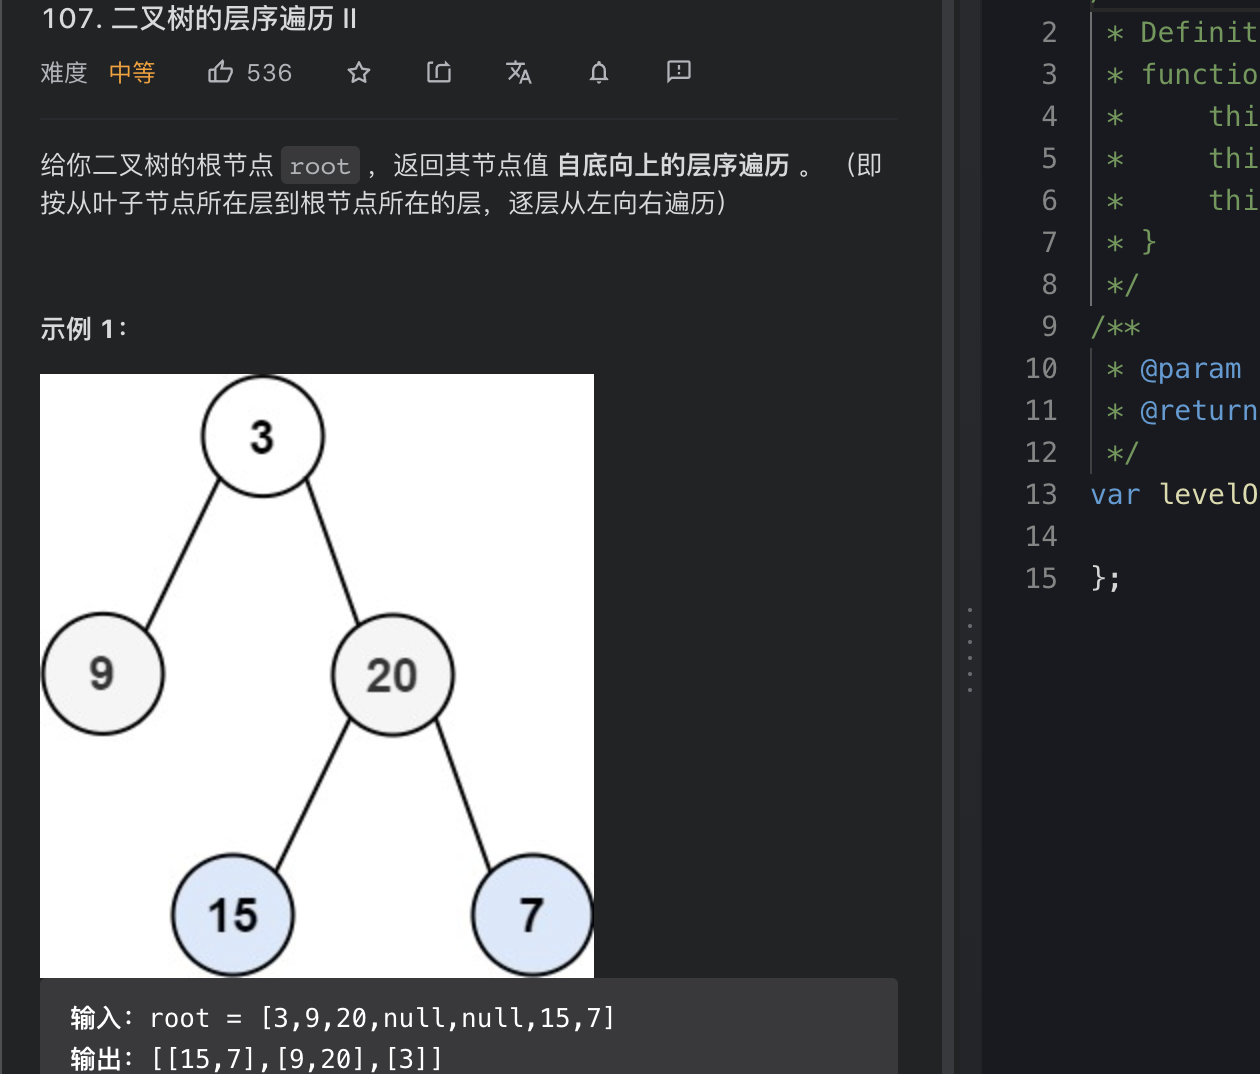 107. 二叉树的层序遍历 II
难度 中等 536
给你二叉树的根节点 root ，返回其节点值 自底向上的层序遍历 。 （即
按从叶子节点所在层到根节点所在的层，逐层从左向右遍历）
示例 1：
3
9 20
15 7
输入：root = [3,9,20,null,null,15,7]
输出：[[15,7],[9,20],[3]]
2 * Definit
3 * functio
4 * thi
5 * thi
6 * thi
7 * }
8 */
9 /**
10 * @param
11 * @return
12 */
13 var levelO
14
15 };